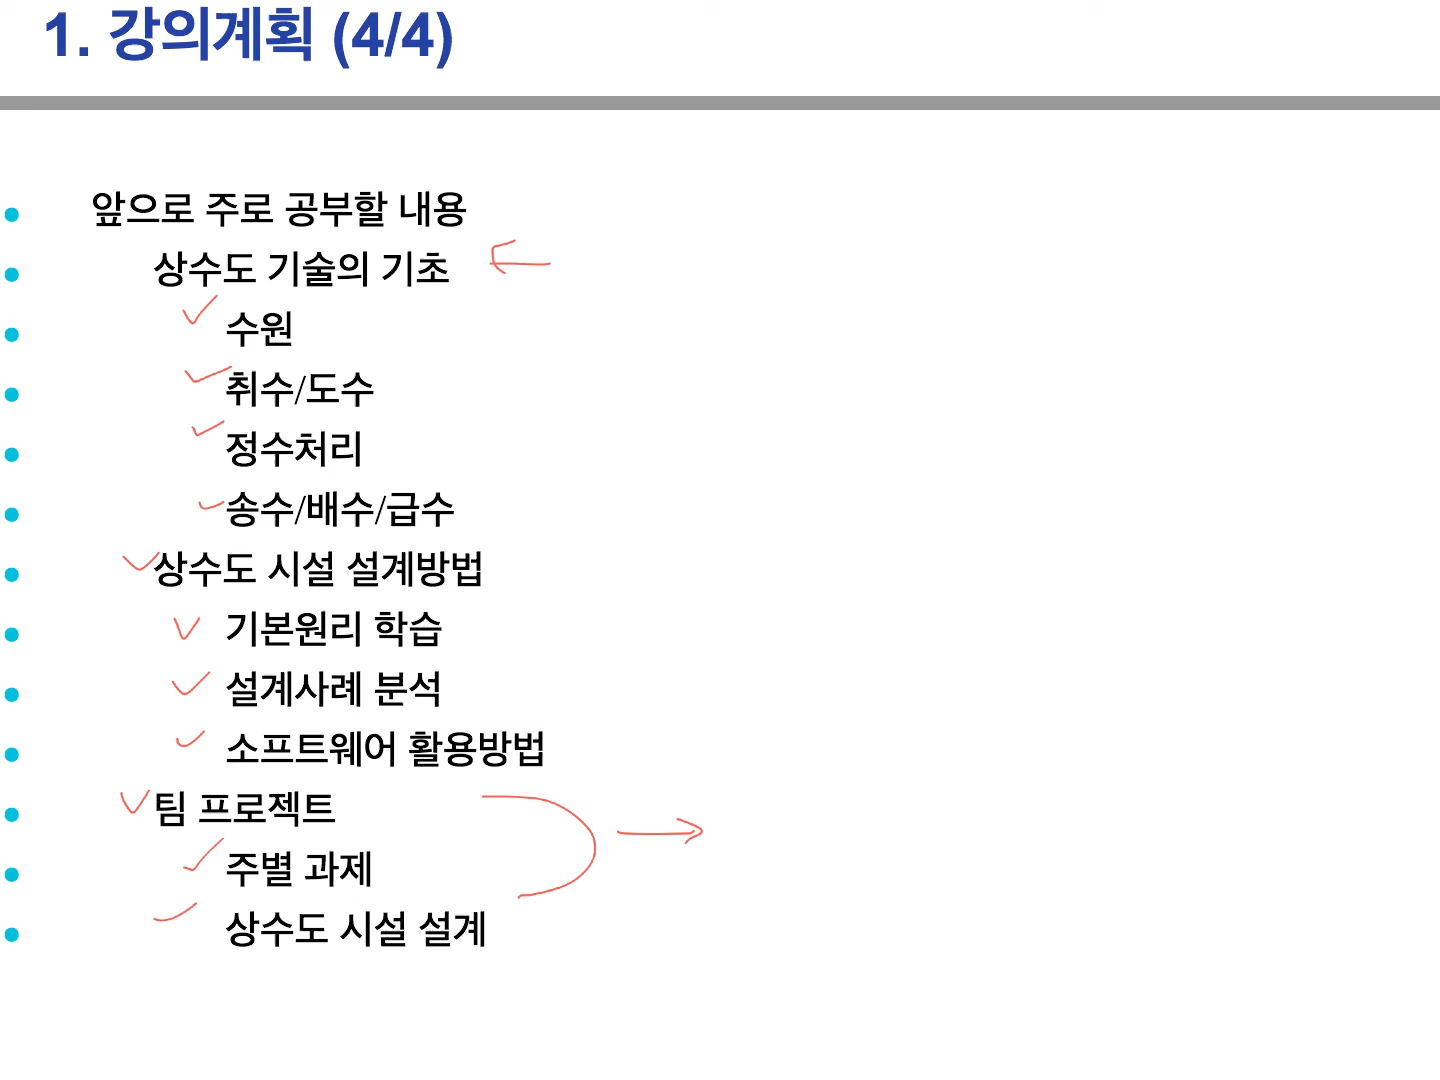 1. 강의계획 (4/4)
앞으로 주로 공부할 내용
상수도 기술의 기초
수원
취수/도수
정수처리
송수/배수/급수
상수도 시설 설계방법
기본원리 학습
설계사례 분석
소프트웨어 활용방법
팀 프로젝트
주별 과제
상수도 시설 설계